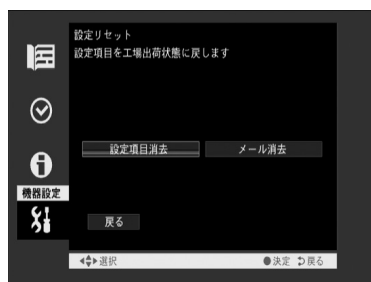 設定リセット
設定項目を工場出荷状態に戻します
設定項目消去 メール消去
機器設定
戻る
選択 決定 戻る